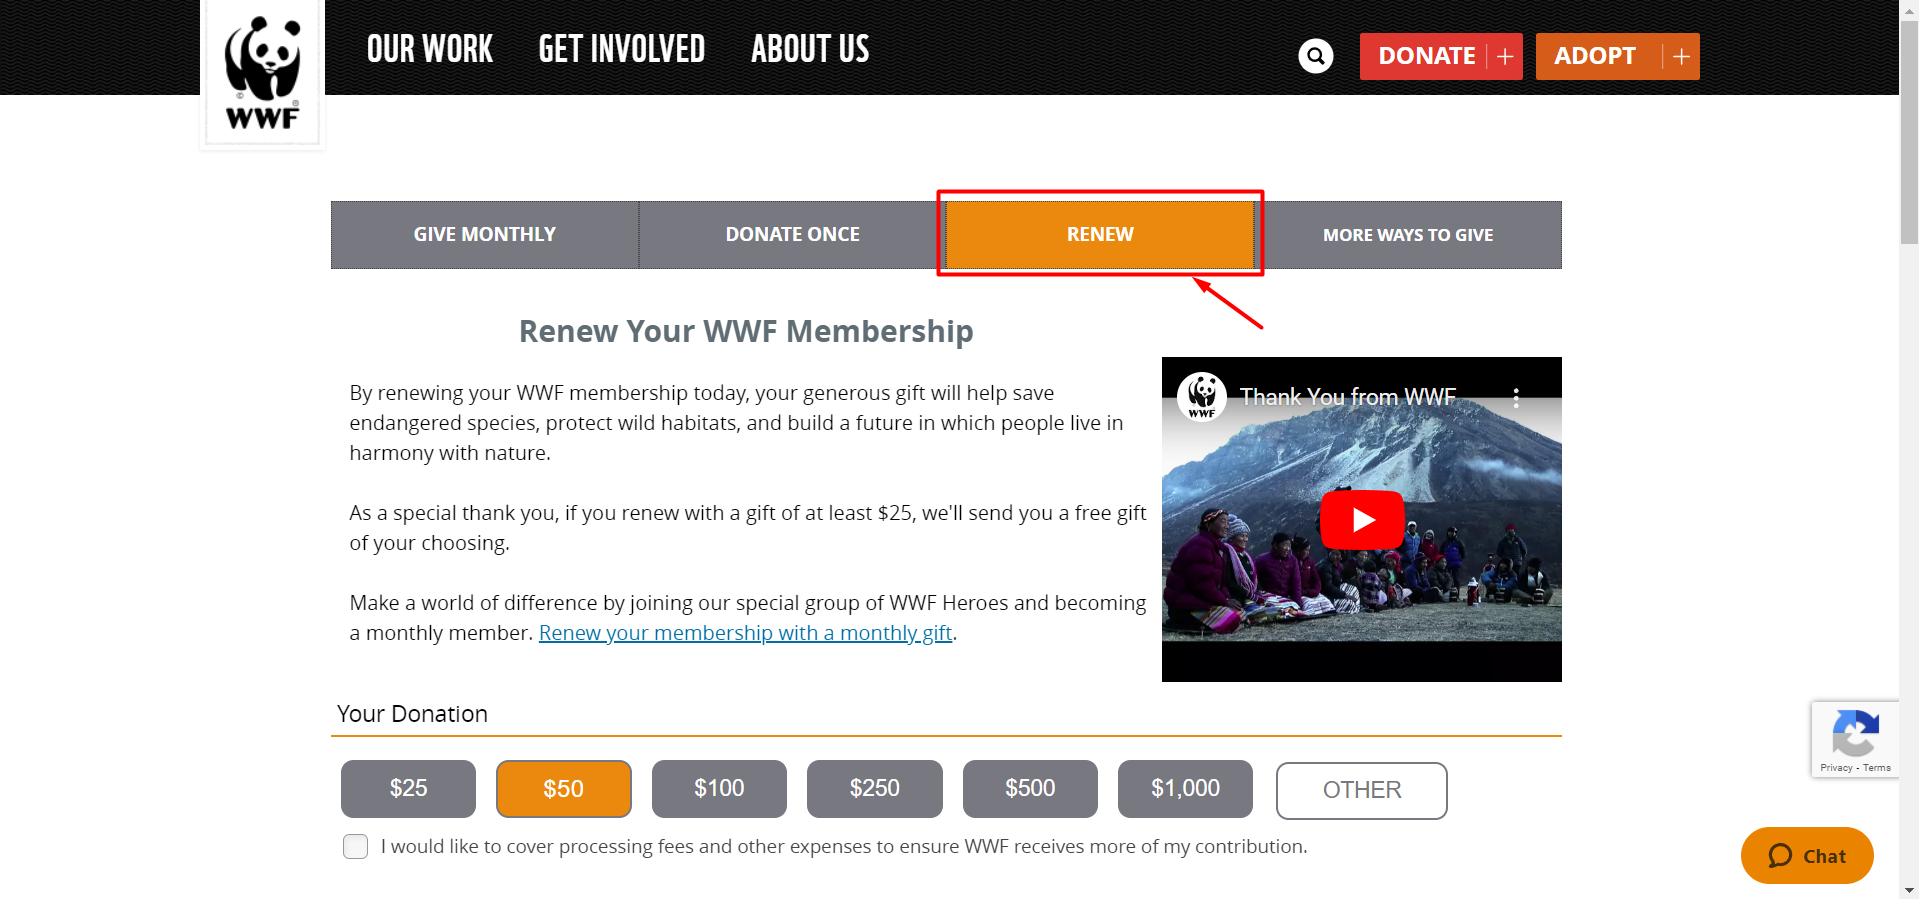 OUR WORK GET INVOLVED ABOUT US
DONATE +
ADOPT +
© ®
WWF
GIVE MONTHLY
DONATE ONCE
RENEW
MORE WAYS TO GIVE
Renew Your WWF Membership
By renewing your WWF membership today, your generous gift will help save
endangered species, protect wild habitats, and build a future in which people live in
harmony with nature.
As a special thank you, if you renew with a gift of at least $25, we'll send you a free gift
of your choosing.
Make a world of difference by joining our special group of WWF Heroes and becoming
a monthly member. Renew your membership with a monthly gift.
WWF
Thank You from WWF
Your Donation
$25
$50
$100
$250
$500
$1,000
OTHER
I would like to cover processing fees and other expenses to ensure WWF receives more of my contribution.
Privacy - Terms
Chat